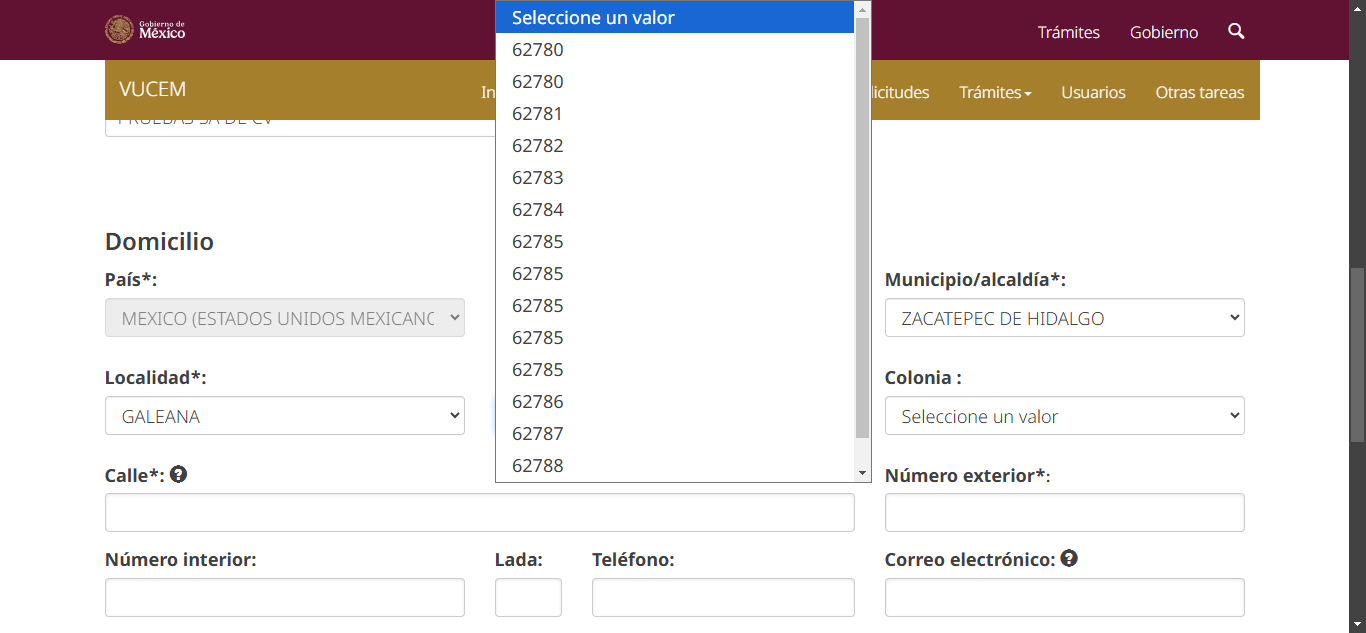 Gobierno de
México
Trámites
Gobierno
VUCEM
In
licitudes
Trámites
Usuarios
Otras tareas
PRUEBAS SA DE CV
Seleccione un valor
62780
62780
62781
62782
62783
62784
62785
62785
62785
62785
62785
62786
62787
62788
Domicilio
País*:
MEXICO (ESTADOS UNIDOS MEXICANO
Municipio/alcaldía*:
ZACATEPEC DE HIDALGO
Localidad*:
GALEANA
Colonia :
Seleccione un valor
Calle*: ?
Número exterior*:
Número interior:
Lada:
Teléfono:
Correo electrónico: ?